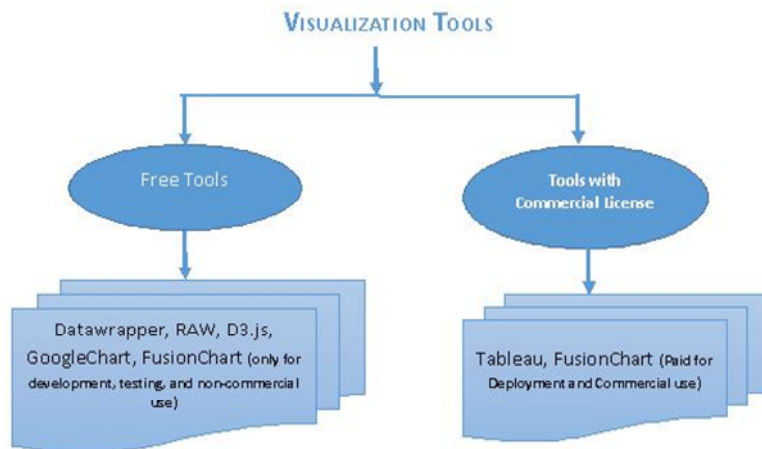 VISUALIZATION TOOLS
Free Tools
Tools with
Commercial License
Datawrapper, RAW, D3.js,
GoogleChart, FusionChart (only for
development, testing, and non-commercial
use)
Tableau, FusionChart (Paid for
Deployment and Commercial use)